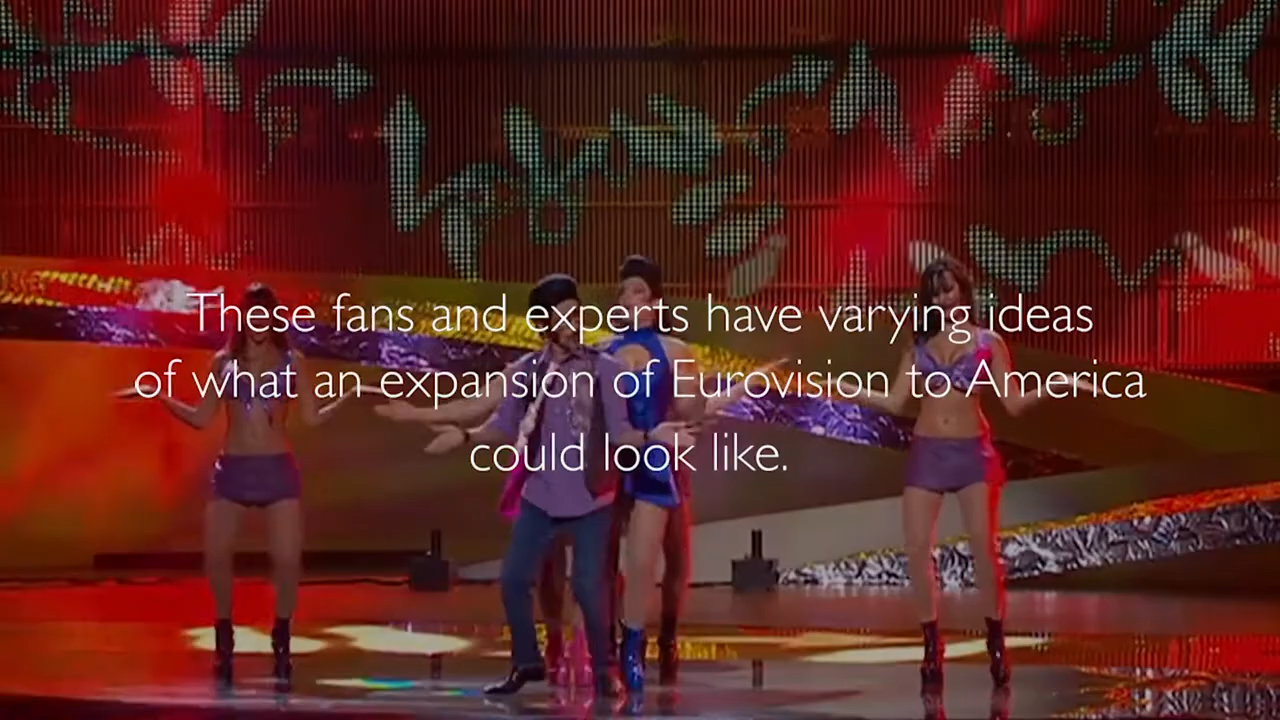 These fans and experts have varying ideas
of what an expansion of Eurovision to America
could look like.